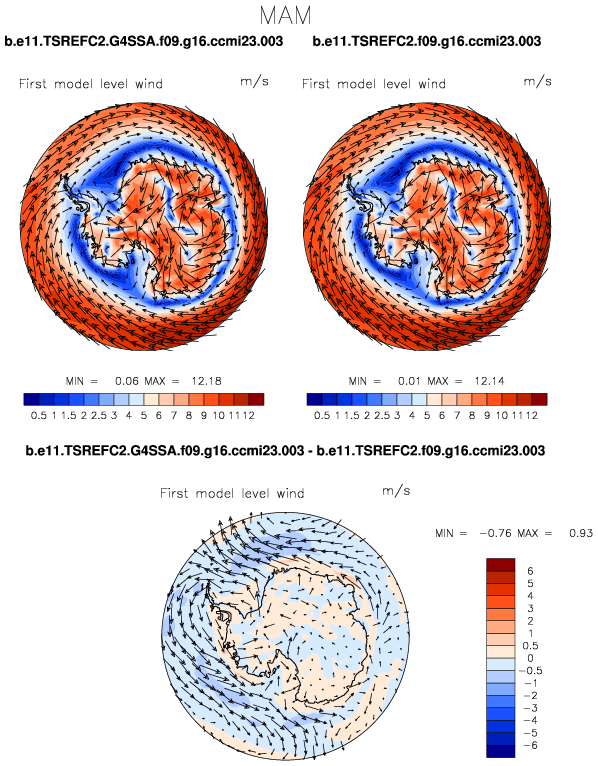 MAM
b.e11.TSREFC2.G4SSA.f09.g16.ccmi23.003 b.e11.TSREFC2.f09.g16.ccmi23.003
First model level wind m/s First model level wind m/s
MIN = 0.06 MAX = 12.18 MIN = 0.01 MAX = 12.14
0.5 1 1.5 2 2.5 3 4 5 6 7 8 9 10 11 12 0.5 1 1.5 2 2.5 3 4 5 6 7 8 9 10 11 12
b.e11.TSREFC2.G4SSA.f09.g16.ccmi23.003 - b.e11.TSREFC2.f09.g16.ccmi23.003
First model level wind m/s
MIN = -0.76 MAX = 0.93
6
5
4
3
2
1
0.5
0
-0.5
-1
-2
-3
-4
-5
-6